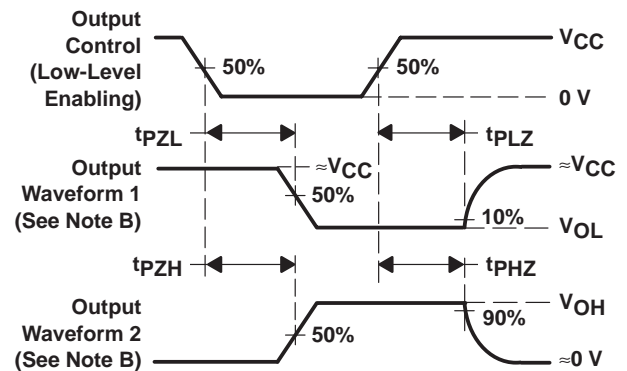 Output
Control
(Low-Level
Enabling)
50%
50%
VCC
0 V
tPZL
tPLZ
Output
Waveform 1
(See Note B)
≈VCC
50%
≈VCC
10%
VOL
tPZH
tPHZ
Output
Waveform 2
(See Note B)
50%
VOH
90%
≈0 V